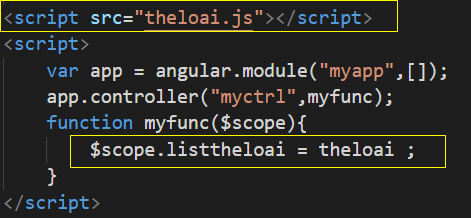 <script src="theloai.js"></script>
<script>
var app = angular.module("myapp",[]);
app.controller("myctrl",myfunc);
function myfunc($scope){
$scope.listtheloai = theloai ;
}
</script>